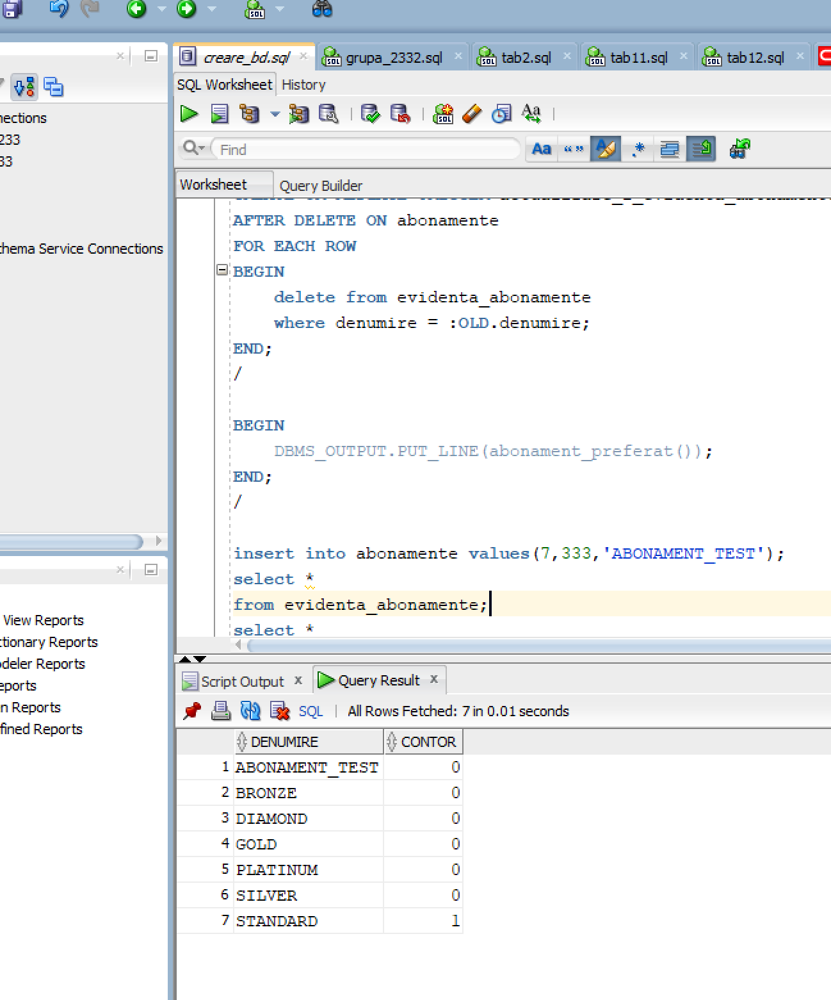 SQL
creare_bd.sql
grupa_2332.sql
tab2.sql
tab11.sql
tab12.sql
SQL Worksheet
History
Find
Aa
Worksheet
Query Builder
nections
233
33
hema Service Connections
View Reports
tionary Reports
deler Reports
eports
n Reports
fined Reports
AFTER DELETE ON abonamente
FOR EACH ROW
BEGIN
delete from evidenta_abonamente
where denumire = :OLD.denumire;
END;
/
BEGIN
DBMS_OUTPUT.PUT_LINE(abonament_preferat());
END;
/
insert into abonamente values(7,333,'ABONAMENT_TEST');
select *
from evidenta_abonamente;
select *
Script Output
Query Result
SQL | All Rows Fetched: 7 in 0.01 seconds
DENUMIRE CONTOR
1 ABONAMENT_TEST 0
2 BRONZE 0
3 DIAMOND 0
4 GOLD 0
5 PLATINUM 0
6 SILVER 0
7 STANDARD 1